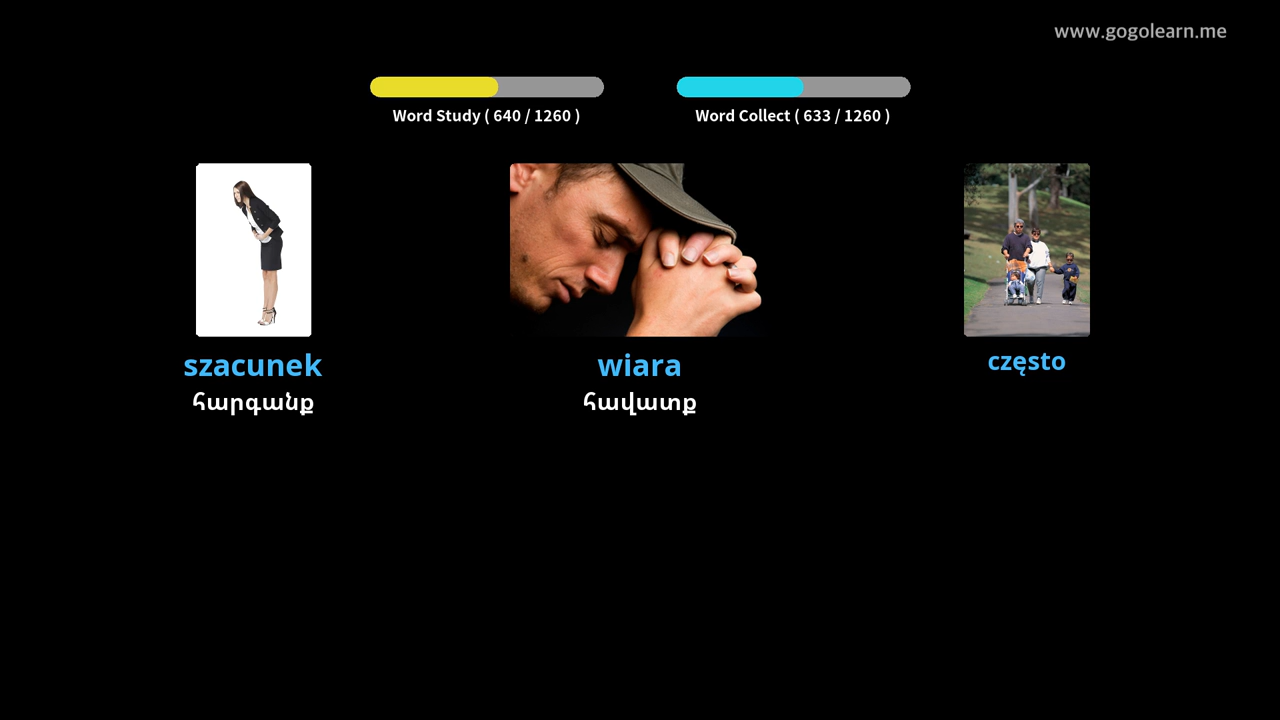 www.gogolearn.me
Word Study ( 640 / 1260 )
Word Collect ( 633 / 1260 )
szacunek
հարգանք
wiara
հավատք
często